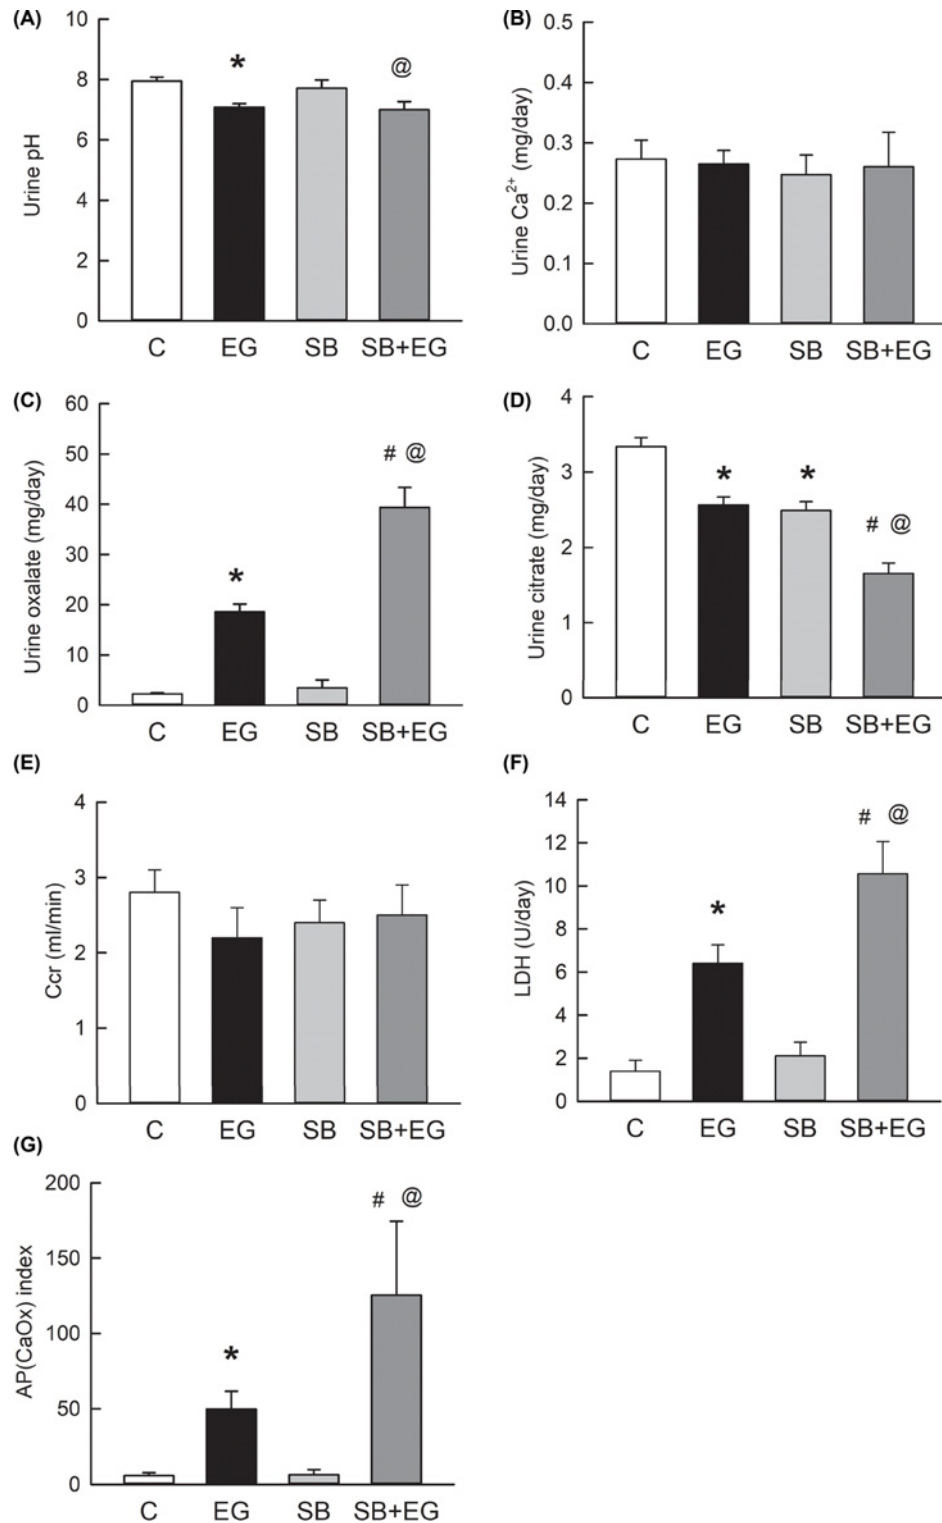 (A)
Urine pH
10
8
6
4
2
0
*
@
C EG SB SB+EG
(B)
Urine Ca2+ (mg/day)
0.5
0.4
0.3
0.2
0.1
0.0
C EG SB SB+EG
(C)
Urine oxalate (mg/day)
60
50
40
30
20
10
0
*
# @
C EG SB SB+EG
(D)
Urine citrate (mg/day)
4
3
2
1
0
* *
# @
C EG SB SB+EG
(E)
Ccr (ml/min)
4
3
2
1
0
C EG SB SB+EG
(F)
LDH (U/day)
14
12
10
8
6
4
2
0
*
# @
C EG SB SB+EG
(G)
AP(CaOx) index
200
150
100
50
0
*
# @
C EG SB SB+EG